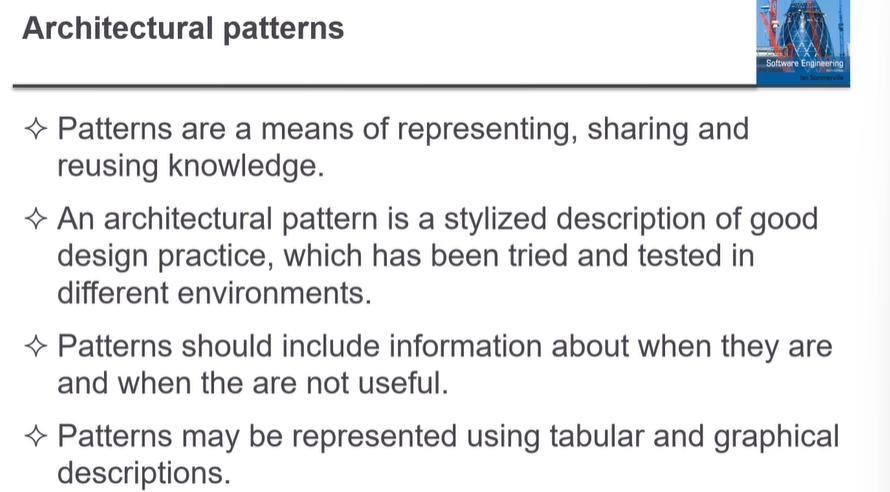 Architectural patterns
Software Engineering
Ian Sommerville
✧ Patterns are a means of representing, sharing and
reusing knowledge.
✧ An architectural pattern is a stylized description of good
design practice, which has been tried and tested in
different environments.
✧ Patterns should include information about when they are
and when the are not useful.
✧ Patterns may be represented using tabular and graphical
descriptions.